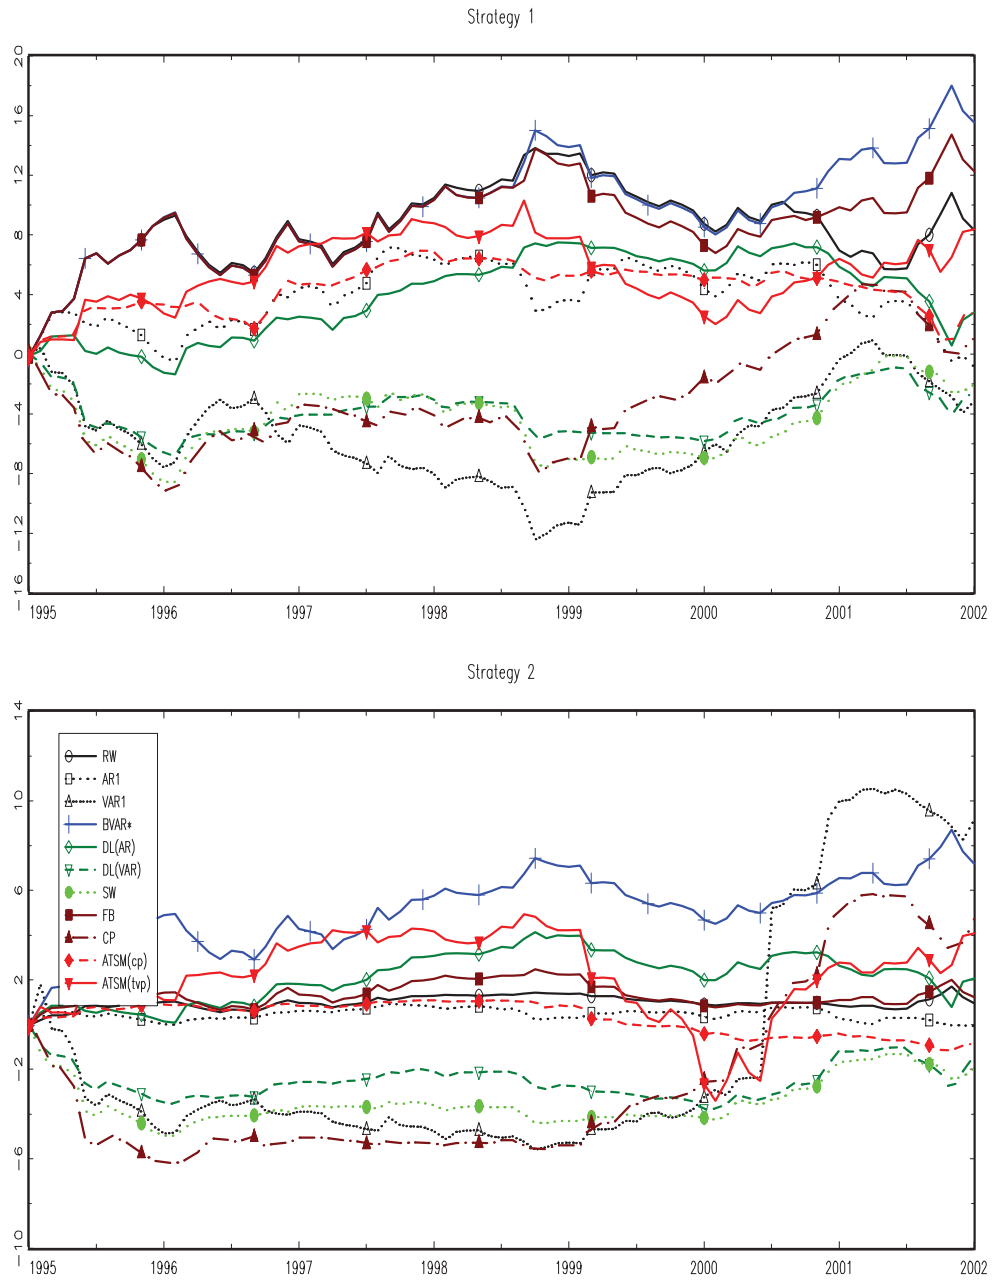 Strategy 1
20
16
12
8
4
0
-4
-8
-12
-16
1995 1996 1997 1998 1999 2000 2001 2002
Strategy 2
14
10
6
2
-2
-6
-10
RW
AR1
VAR1
BVAR*
DL(AR)
DL(VAR)
SW
FB
CP
ATSM(cp)
ATSM(tvp)
1995 1996 1997 1998 1999 2000 2001 2002